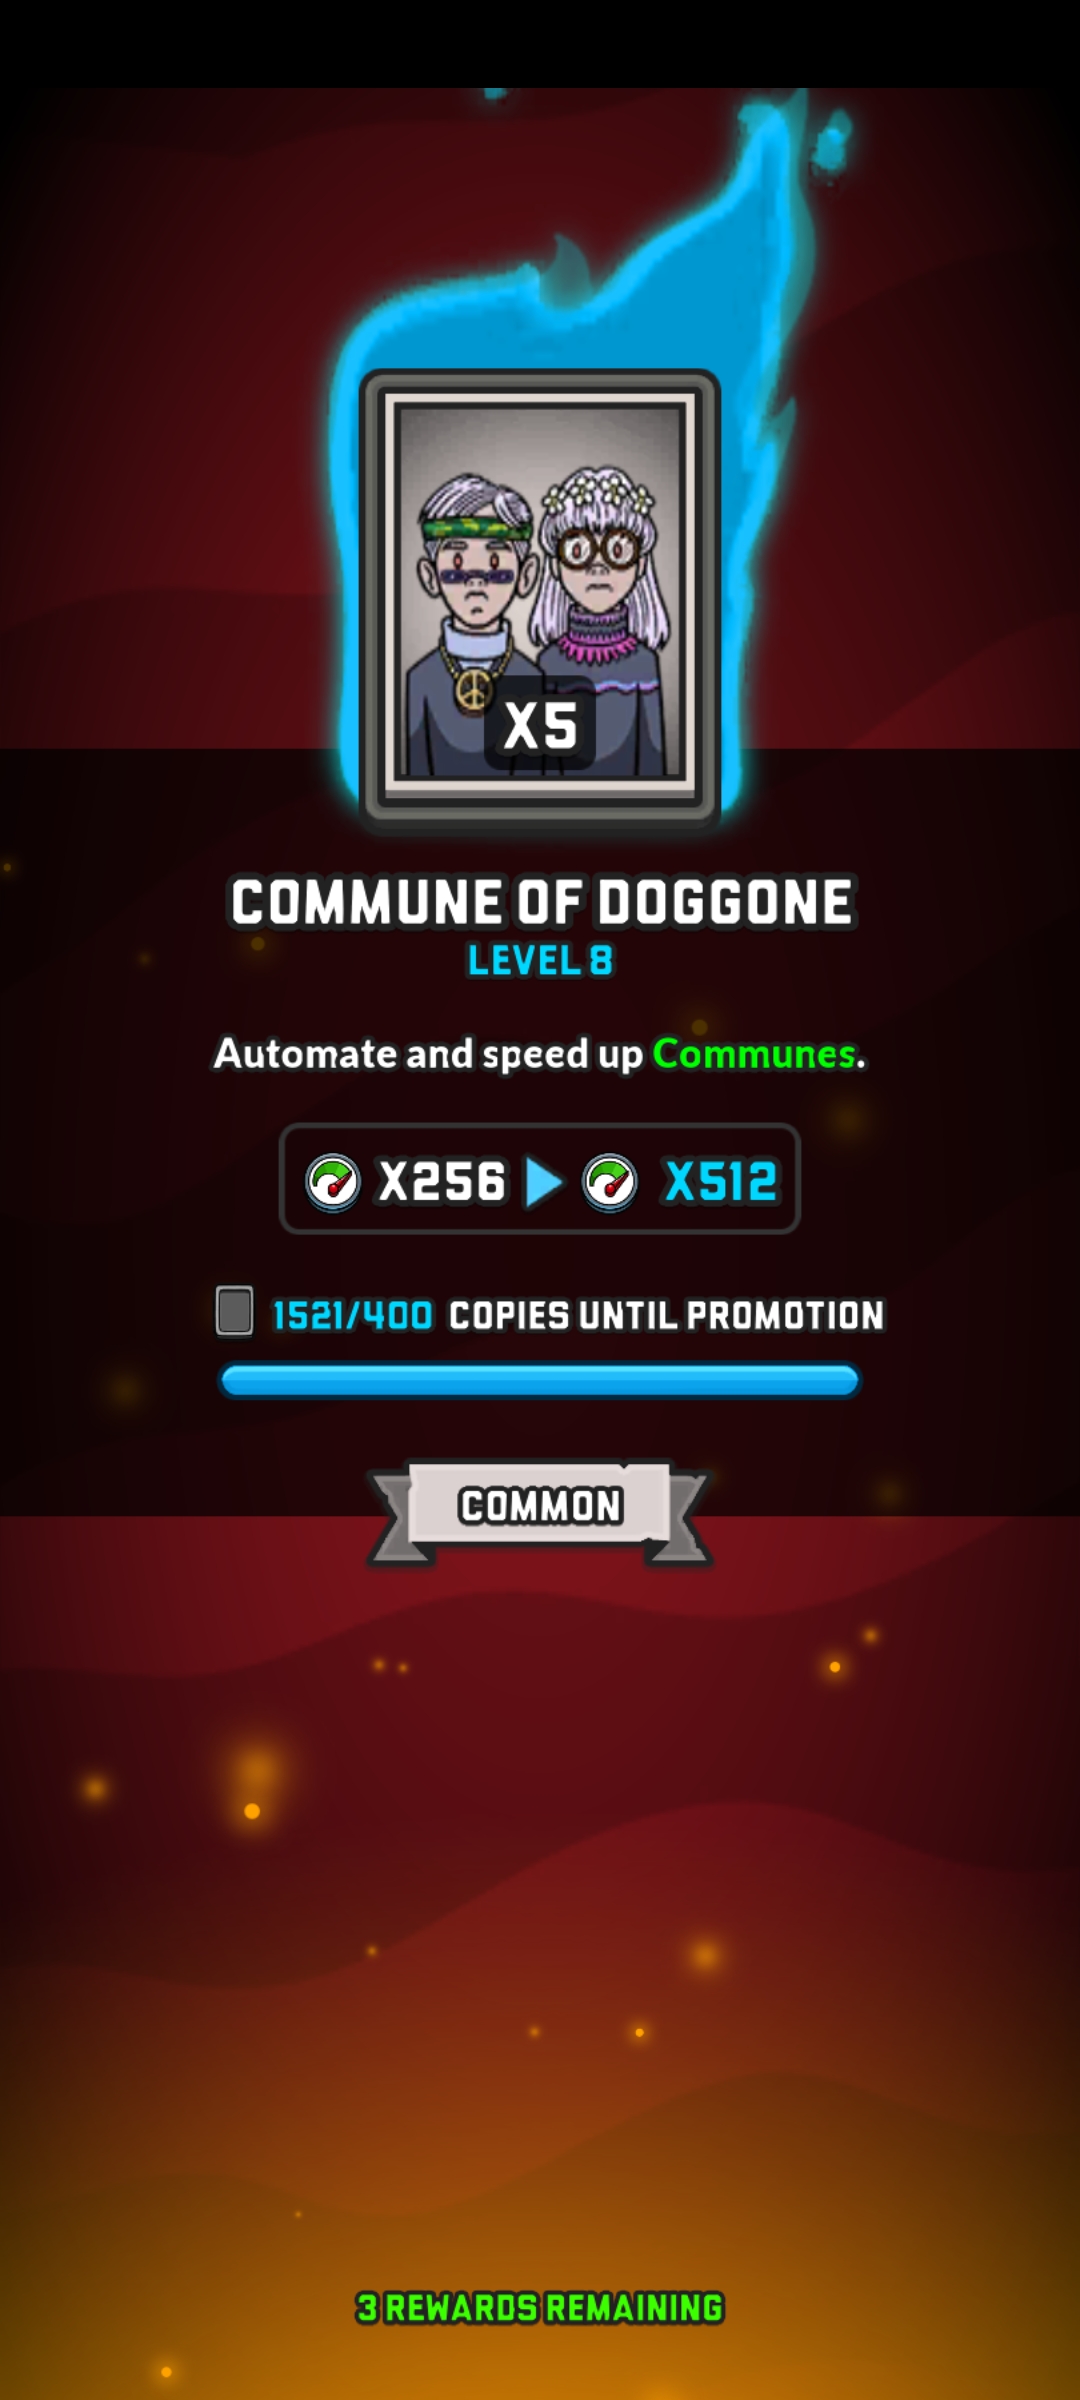 X5
COMMUNE OF DOGGONE
LEVEL 8
Automate and speed up Communes.
X256 X512
1521/400 COPIES UNTIL PROMOTION
COMMON
3 REWARDS REMAINING